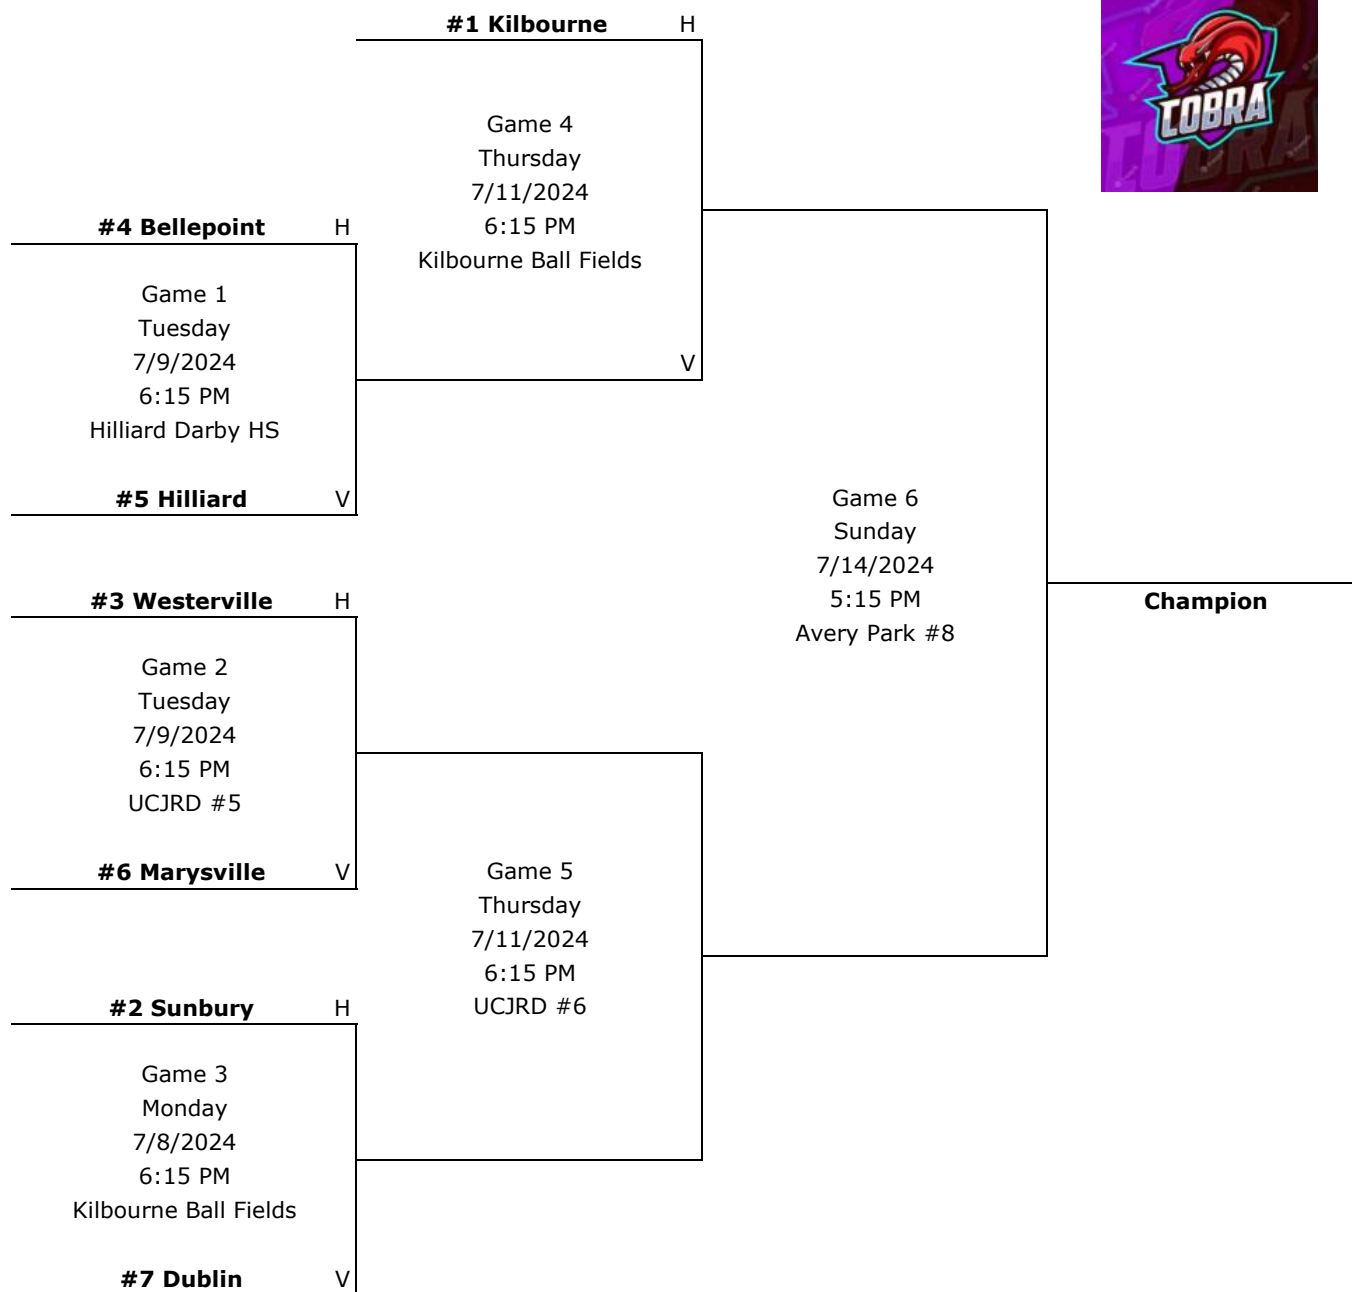 #1 Kilbourne H
COBRA
Game 4
Thursday
7/11/2024
6:15 PM
Kilbourne Ball Fields
V
#4 Bellepoint H
Game 1
Tuesday
7/9/2024
6:15 PM
Hilliard Darby HS
#5 Hilliard V
#3 Westerville H
Game 2
Tuesday
7/9/2024
6:15 PM
UCJRD #5
#6 Marysville V
#2 Sunbury H
Game 3
Monday
7/8/2024
6:15 PM
Kilbourne Ball Fields
#7 Dublin V
Game 5
Thursday
7/11/2024
6:15 PM
UCJRD #6
Game 6
Sunday
7/14/2024
5:15 PM
Avery Park #8
Champion